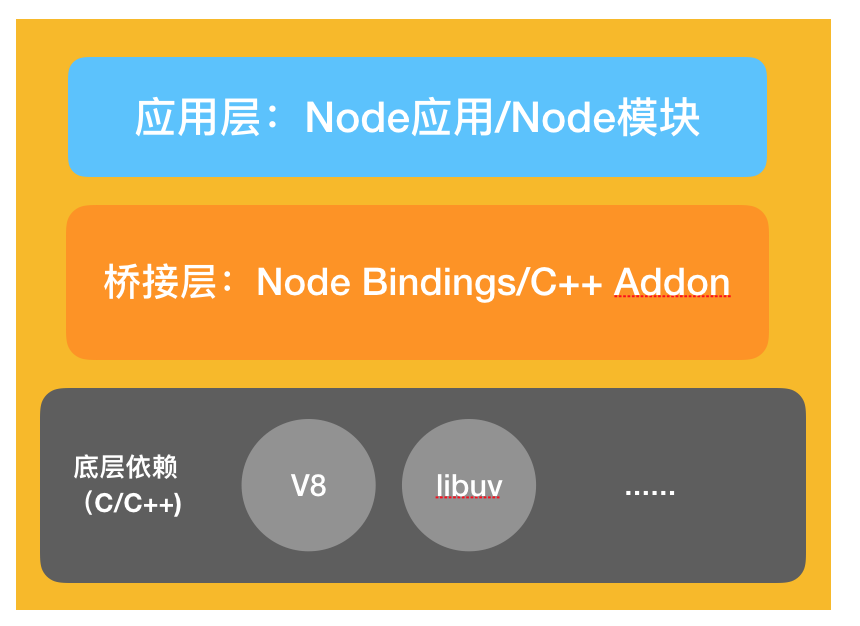 应用层：Node应用/Node模块
桥接层：Node Bindings/C++ Addon
底层依赖
（C/C++)
V8
libuv
......